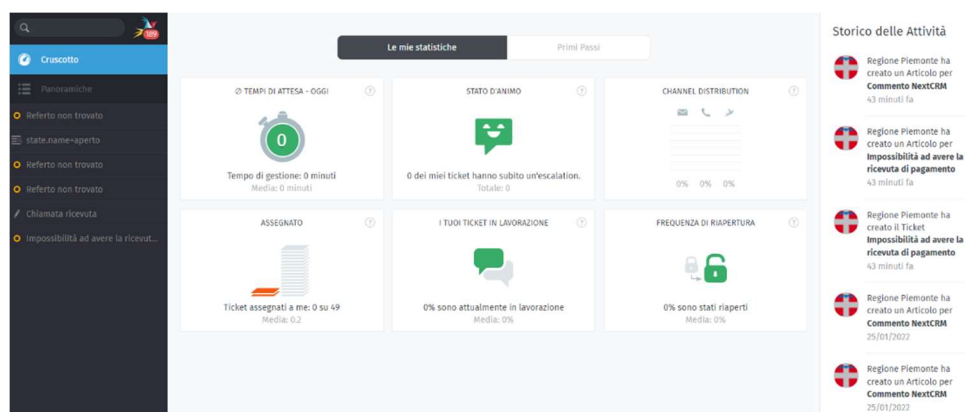 189
Cruscotto
Panoramiche
Referto non trovato
state.name=aperto
Referto non trovato
Referto non trovato
Chiamata ricevuta
Impossibilità ad avere la ricevut...
Le mie statistiche
Primi Passi
∅ TEMPI DI ATTESA - OGGI
?
0
Tempo di gestione: 0 minuti
Media: 0 minuti
STATO D'ANIMO
?
0 dei miei ticket hanno subito un'escalation.
Totale: 0
CHANNEL DISTRIBUTION
?
0% 0% 0%
ASSEGNATO
?
Ticket assegnati a me: 0 su 49
Media: 0.2
I TUOI TICKET IN LAVORAZIONE
?
0% sono attualmente in lavorazione
Media: 0%
FREQUENZA DI RIAPERTURA
?
0% sono stati riaperti
Media: 0%
Storico delle Attività
Regione Piemonte ha
creato un Articolo per
Commento NextCRM
43 minuti fa
Regione Piemonte ha
creato un Articolo per
Impossibilità ad avere la
ricevuta di pagamento
43 minuti fa
Regione Piemonte ha
creato il Ticket
Impossibilità ad avere la
ricevuta di pagamento
43 minuti fa
Regione Piemonte ha
creato un Articolo per
Commento NextCRM
25/01/2022
Regione Piemonte ha
creato un Articolo per
Commento NextCRM
25/01/2022